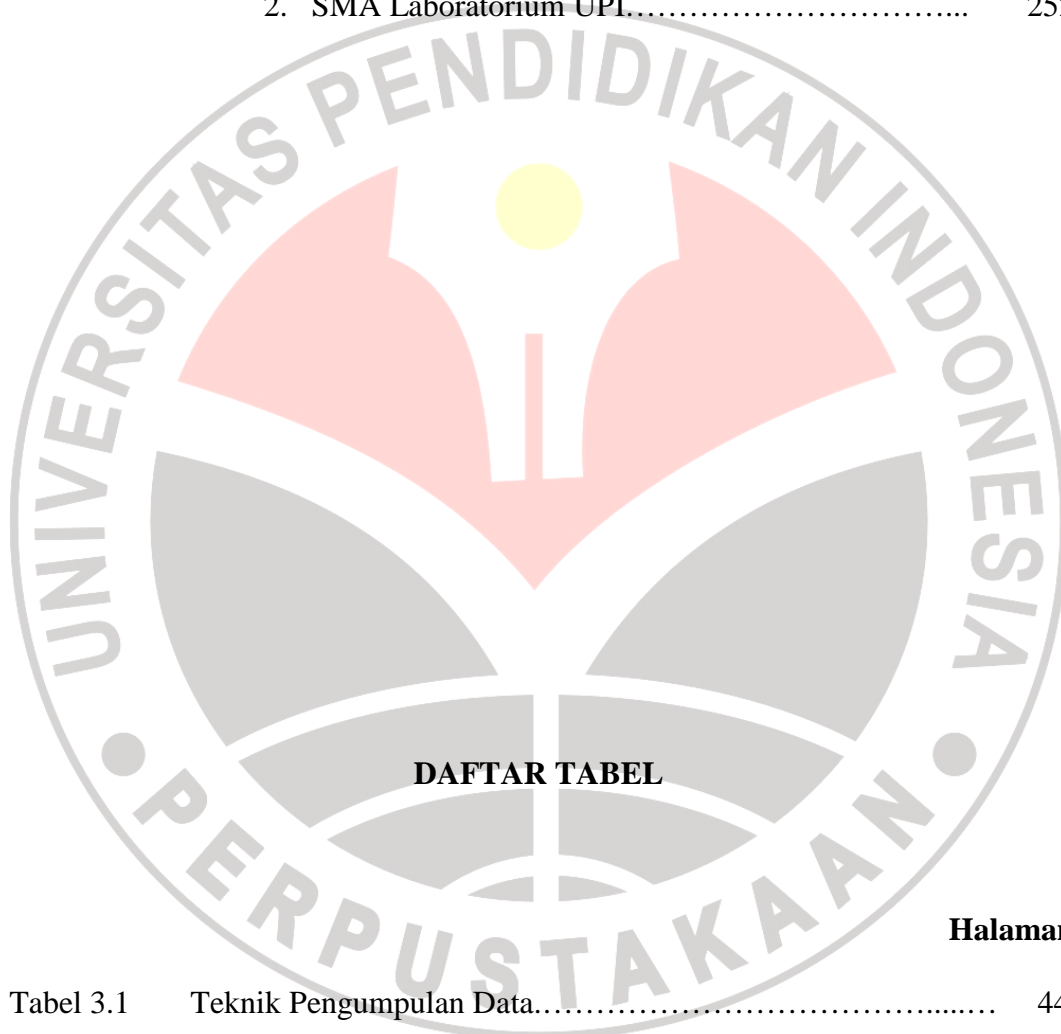 2. SMA Laboratorium UPI…………………………... 25
UNIVERSITAS PENDIDIKAN INDONESIA
DAFTAR TABEL
PERPUSTAKAAN
Halaman
Tabel 3.1 Teknik Pengumpulan Data.………………………………….....… 44